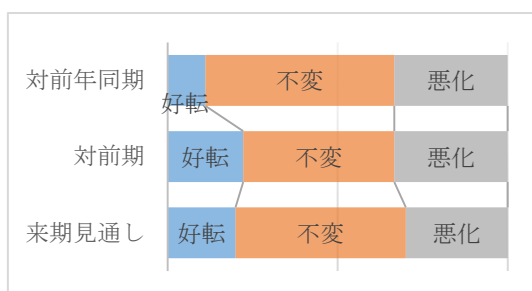 対前年同期 好転 不変 悪化
対前期 好転 不変 悪化
来期見通し 好転 不変 悪化